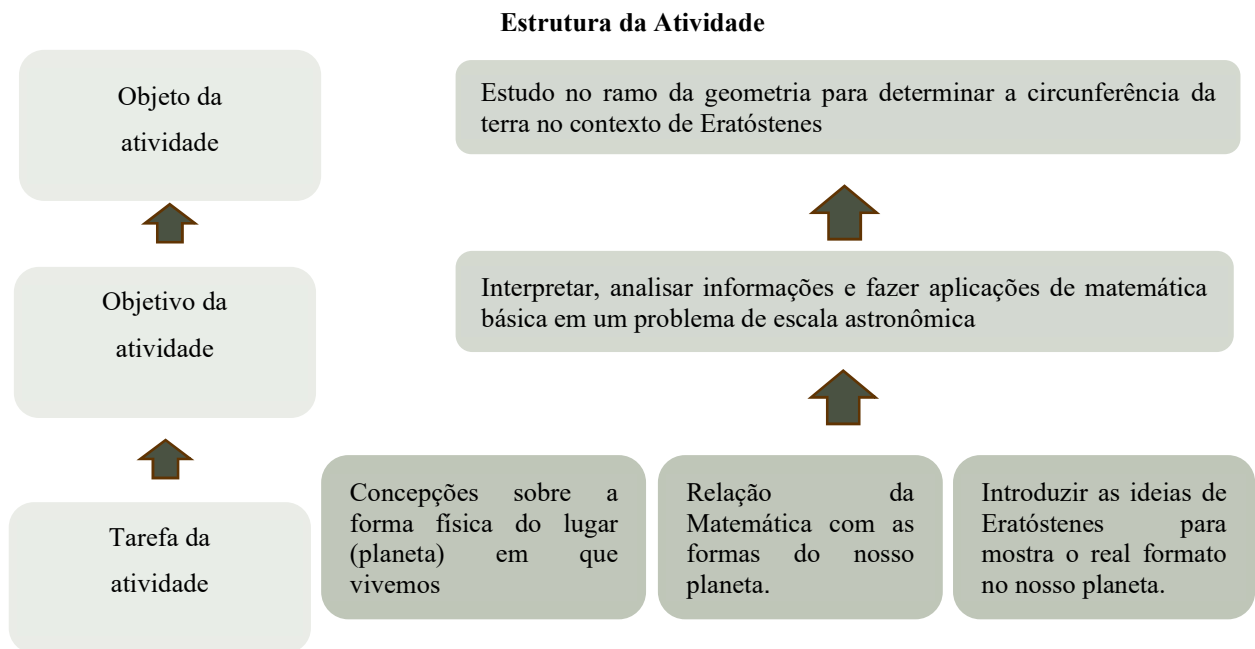 Estrutura da Atividade
Objeto da
atividade
Estudo no ramo da geometria para determinar a circunferência da
terra no contexto de Eratóstenes
Objetivo da
atividade
Interpretar, analisar informações e fazer aplicações de matemática
básica em um problema de escala astronômica
Tarefa da
atividade
Concepções sobre a
forma física do lugar
(planeta) em que
vivemos
Relação da
Matemática com as
formas do nosso
planeta.
Introduzir as ideias de
Eratóstenes para
mostra o real formato
no nosso planeta.